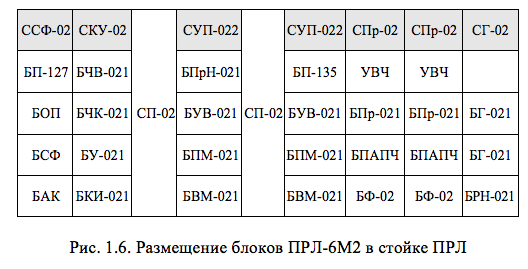 ССФ-02 СКУ-02 СУП-022 СУП-022 СПр-02 СПр-02 СГ-02
БП-127 БЧВ-021 БПрН-021 БП-135 УВЧ УВЧ
БОП БЧК-021 СП-02 БУВ-021 СП-02 БУВ-021 БПр-021 БПр-021 БГ-021
БСФ БУ-021 БПМ-021 БПМ-021 БПАПЧ БПАПЧ БГ-021
БАК БКИ-021 БВМ-021 БВМ-021 БФ-02 БФ-02 БРН-021
Рис. 1.6. Размещение блоков ПРЛ-6М2 в стойке ПРЛ